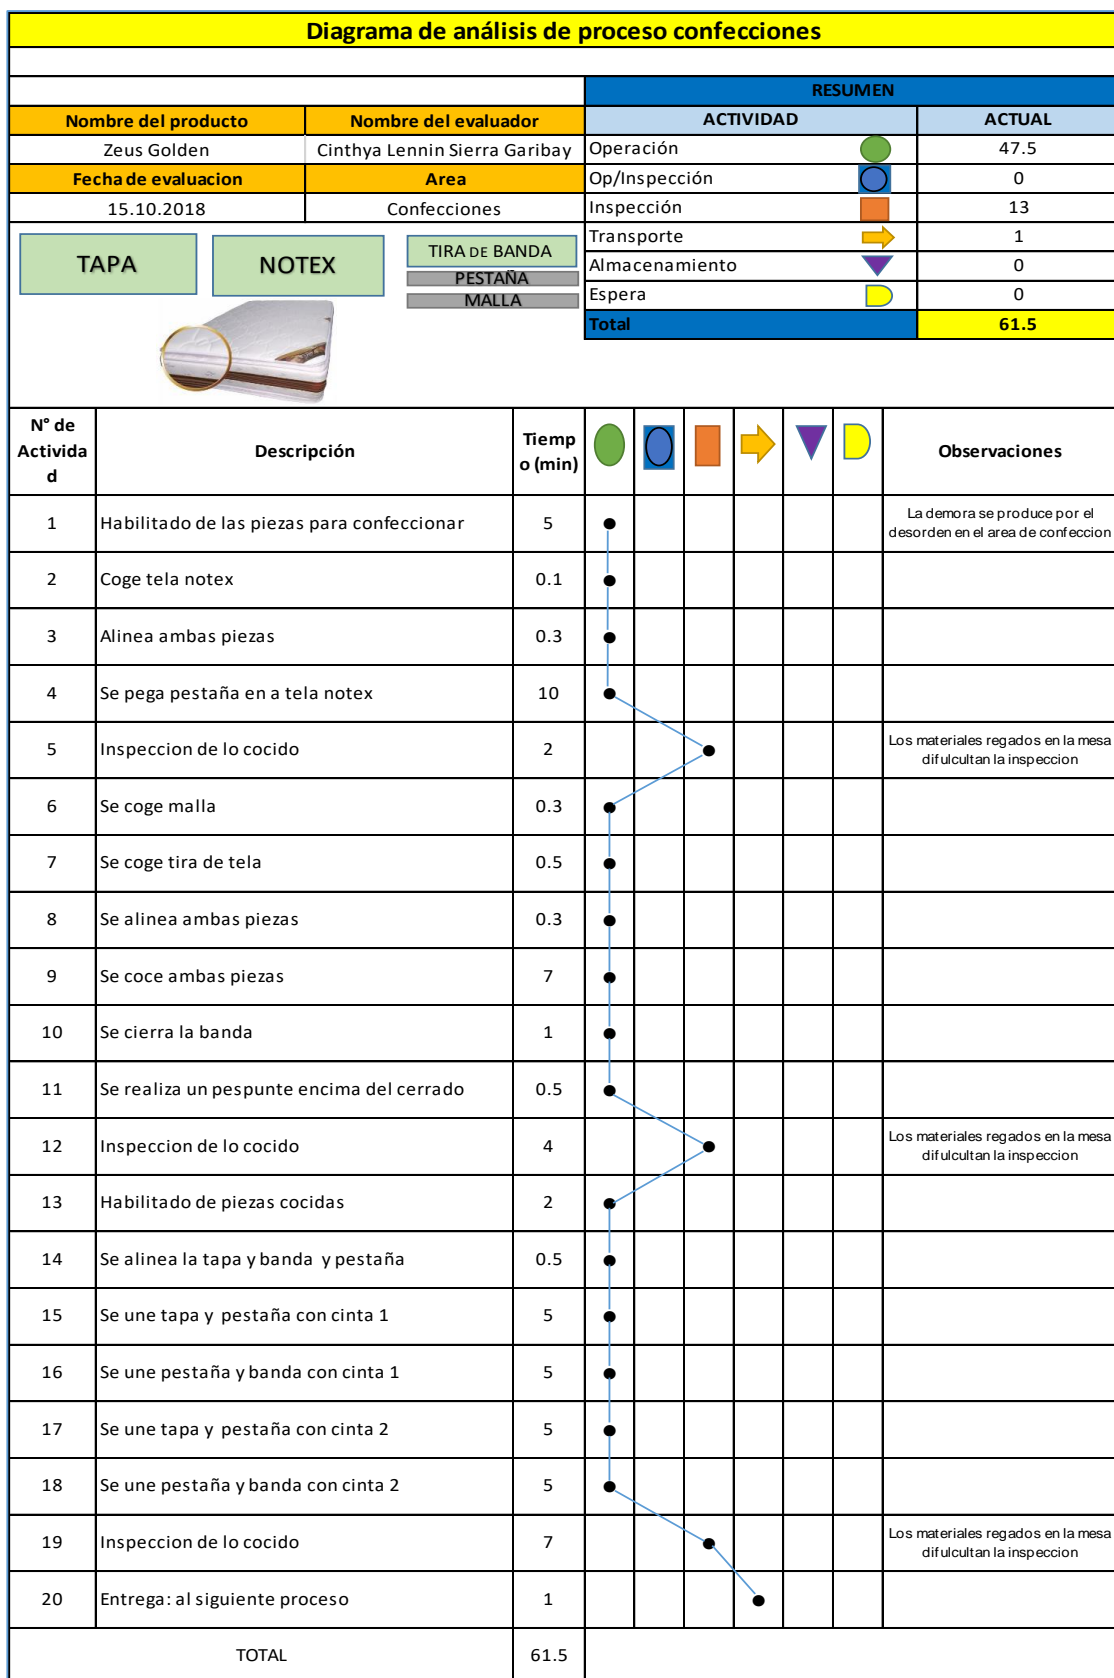 Diagrama de análisis de proceso confecciones
RESUMEN
Nombre del producto Nombre del evaluador ACTIVIDAD ACTUAL
Zeus Golden Cinthya Lennin Sierra Garibay Operación 47.5
Fecha de evaluacion Area Op/Inspección 0
15.10.2018 Confecciones Inspección 13
Transporte 1
TAPA NOTEX TIRA DE BANDA
Almacenamiento 0
PESTAÑA
MALLA
Espera 0
Total 61.5
N° de
Activida
d
Descripción
Tiemp
o (min)
Observaciones
1 Habilitado de las piezas para confeccionar 5
La demora se produce por el
desorden en el area de confeccion
2 Coge tela notex 0.1
3 Alinea ambas piezas 0.3
4 Se pega pestaña en a tela notex 10
5 Inspeccion de lo cocido 2
Los materiales regados en la mesa
difulcultan la inspeccion
6 Se coge malla 0.3
7 Se coge tira de tela 0.5
8 Se alinea ambas piezas 0.3
9 Se coce ambas piezas 7
10 Se cierra la banda 1
11 Se realiza un pespunte encima del cerrado 0.5
12 Inspeccion de lo cocido 4
Los materiales regados en la mesa
difulcultan la inspeccion
13 Habilitado de piezas cocidas 2
14 Se alinea la tapa y banda y pestaña 0.5
15 Se une tapa y pestaña con cinta 1 5
16 Se une pestaña y banda con cinta 1 5
17 Se une tapa y pestaña con cinta 2 5
18 Se une pestaña y banda con cinta 2 5
19 Inspeccion de lo cocido 7
Los materiales regados en la mesa
difulcultan la inspeccion
20 Entrega: al siguiente proceso 1
TOTAL 61.5